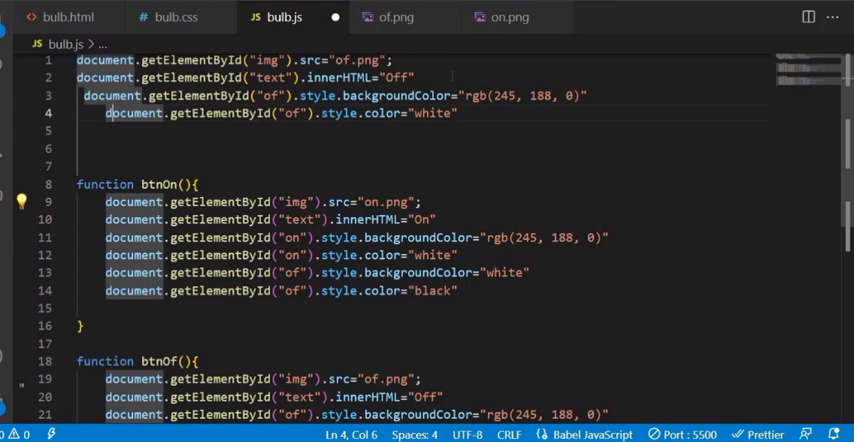 bulb.html
bulb.css
bulb.js
of.png
on.png
bulb.js > ...
1 document.getElementById("img").src="of.png";
2 document.getElementById("text").innerHTML="Off"
3 document.getElementById("of").style.backgroundColor="rgb(245, 188, 0)"
4 document.getElementById("of").style.color="white"
5
6
7
8 function btnOn(){
9 document.getElementById("img").src="on.png";
10 document.getElementById("text").innerHTML="On"
11 document.getElementById("on").style.backgroundColor="rgb(245, 188, 0)"
12 document.getElementById("on").style.color="white"
13 document.getElementById("of").style.backgroundColor="white"
14 document.getElementById("of").style.color="black"
15
16 }
17
18 function btnOf(){
19 document.getElementById("img").src="of.png";
20 document.getElementById("text").innerHTML="Off"
21 document.getElementById("of").style.backgroundColor="rgb(245, 188, 0)"
0 0 Ln 4, Col 6 Spaces: 4 UTF-8 CRLF Babel JavaScript Port : 5500 Prettier